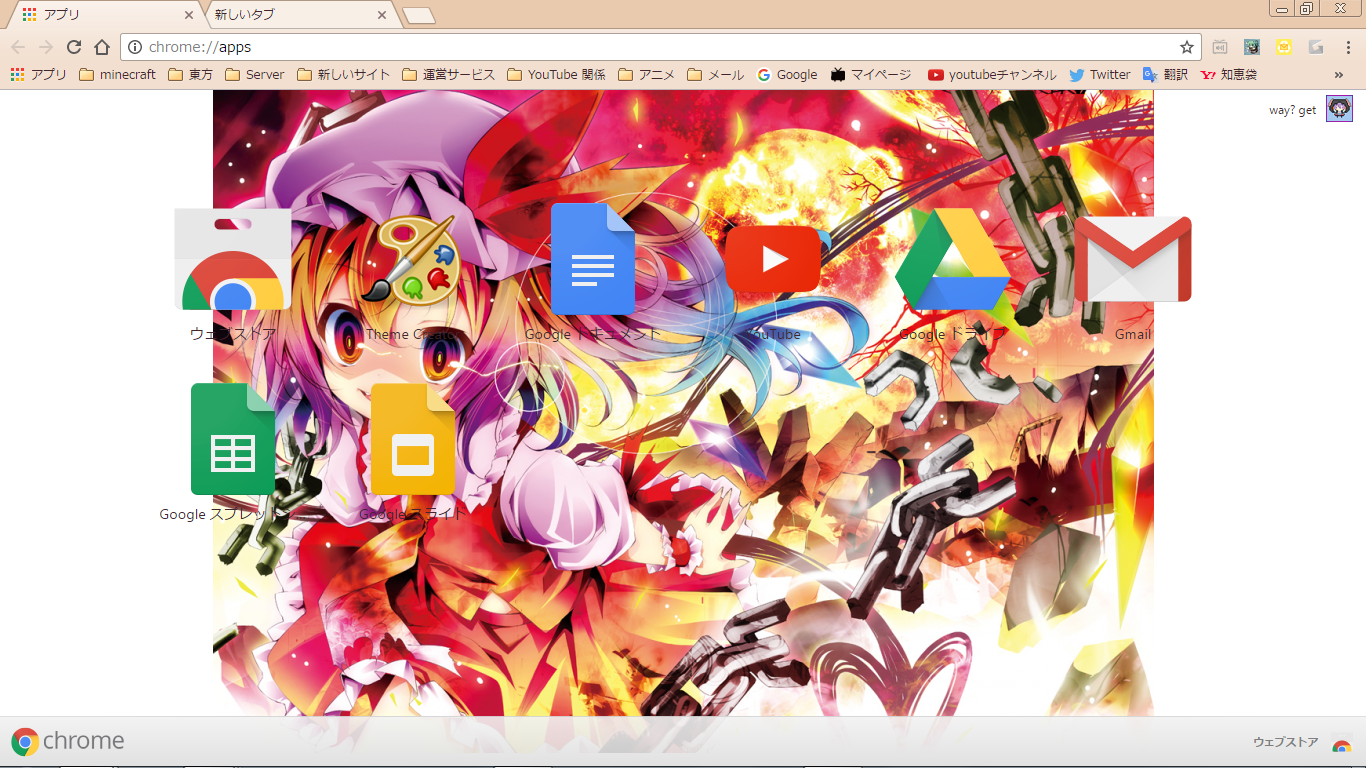 アプリ
新しいタブ
chrome://apps
アプリ minecraft 東方 Server 新しいサイト 運営サービス YouTube 関係 アニメ メール Google マイページ youtubeチャンネル Twitter 翻訳 知恵袋 »
way? get
ウェブストア Theme Creator Google ドキュメント YouTube Google ドライブ Gmail
Google スプレッド Google スライド
chrome ウェブストア